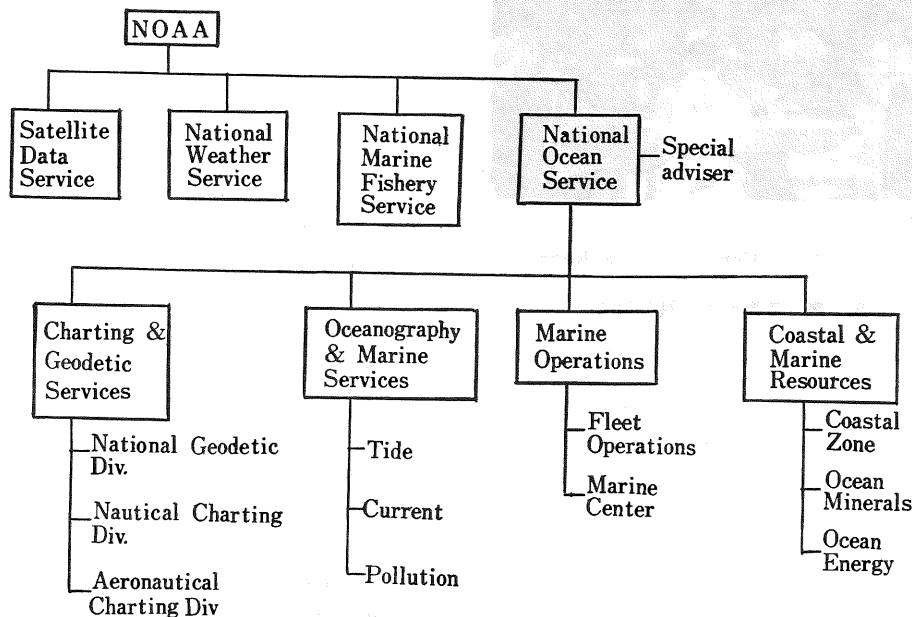 NOAA
Satellite
Data
Service
National
Weather
Service
National
Marine
Fishery
Service
National
Ocean
Service
Special
adviser
Charting &
Geodetic
Services
Oceanography
& Marine
Services
Marine
Operations
Coastal &
Marine
Resources
National Geodetic
Div.
Nautical Charting
Div.
Aeronautical
Charting Div
Tide
Current
Pollution
Fleet
Operations
Marine
Center
Coastal
Zone
Ocean
Minerals
Ocean
Energy